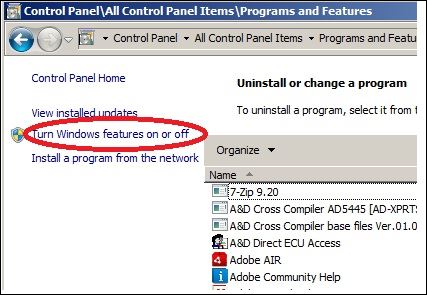 Control Panel\All Control Panel Items\Programs and Features
Control Panel All Control Panel Items Programs and Featu
Control Panel Home
View installed updates
Turn Windows features on or off
Install a program from the network
Uninstall or change a program
To uninstall a program, select it from t
Organize
Name
7-Zip 9.20
A&D Cross Compiler AD5445 [AD-XPRTS
A&D Cross Compiler base files Ver.01.0
A&D Direct ECU Access
Adobe AIR
Adobe Community Help